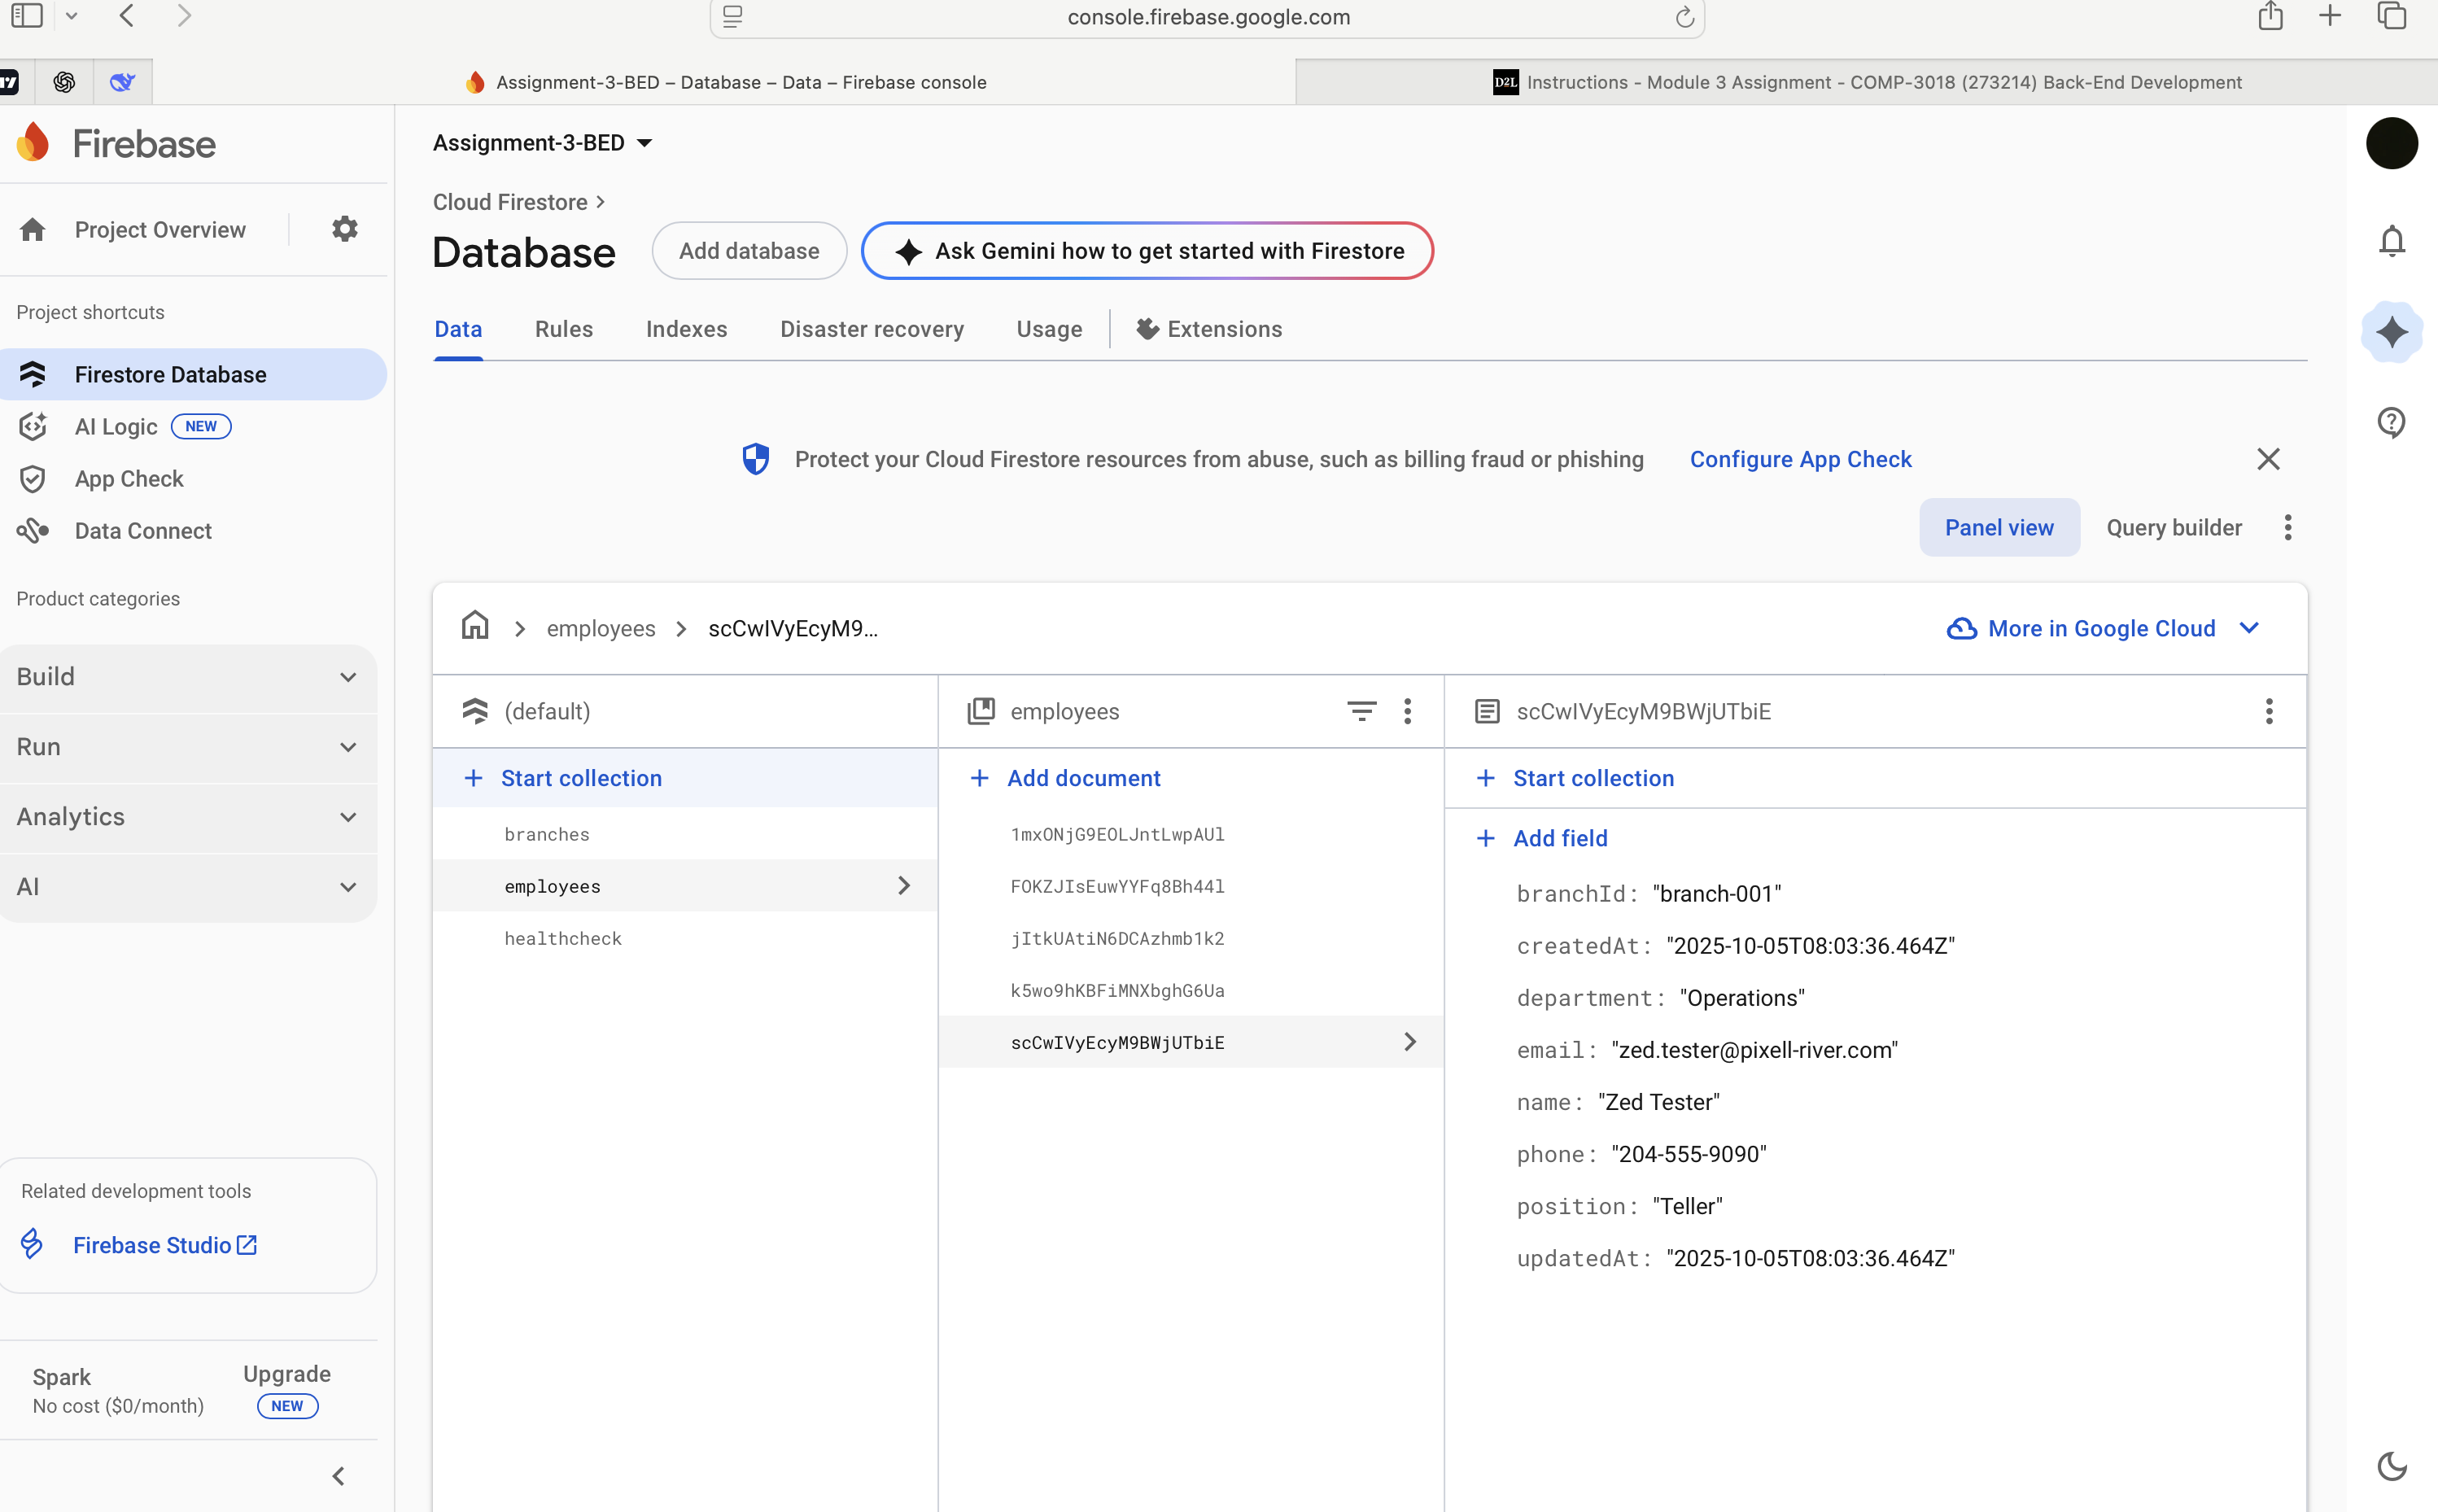 console.firebase.google.com
Assignment-3-BED – Database – Data – Firebase console
D2L Instructions - Module 3 Assignment - COMP-3018 (273214) Back-End Development
Firebase
Project Overview
Project shortcuts
Firestore Database
AI Logic NEW
App Check
Data Connect
Product categories
Build
Run
Analytics
AI
Related development tools
Firebase Studio
Spark
No cost ($0/month)
Upgrade
NEW
Assignment-3-BED
Cloud Firestore
Database
Add database
Ask Gemini how to get started with Firestore
Data Rules Indexes Disaster recovery Usage Extensions
Protect your Cloud Firestore resources from abuse, such as billing fraud or phishing Configure App Check
Panel view Query builder
employees scCwIVyEcyM9…
More in Google Cloud
(default)
Start collection
branches
employees
healthcheck
employees
Add document
1mxONjG9EOLJntLwpAUl
FOKZJIsEuwYYFq8Bh44l
jItkUAtiN6DCAzhmb1k2
k5wo9hKBFiMNXbghG6Ua
scCwIVyEcyM9BWjUTbiE
scCwIVyEcyM9BWjUTbiE
Start collection
Add field
branchId: "branch-001"
createdAt: "2025-10-05T08:03:36.464Z"
department: "Operations"
email: "zed.tester@pixell-river.com"
name: "Zed Tester"
phone: "204-555-9090"
position: "Teller"
updatedAt: "2025-10-05T08:03:36.464Z"